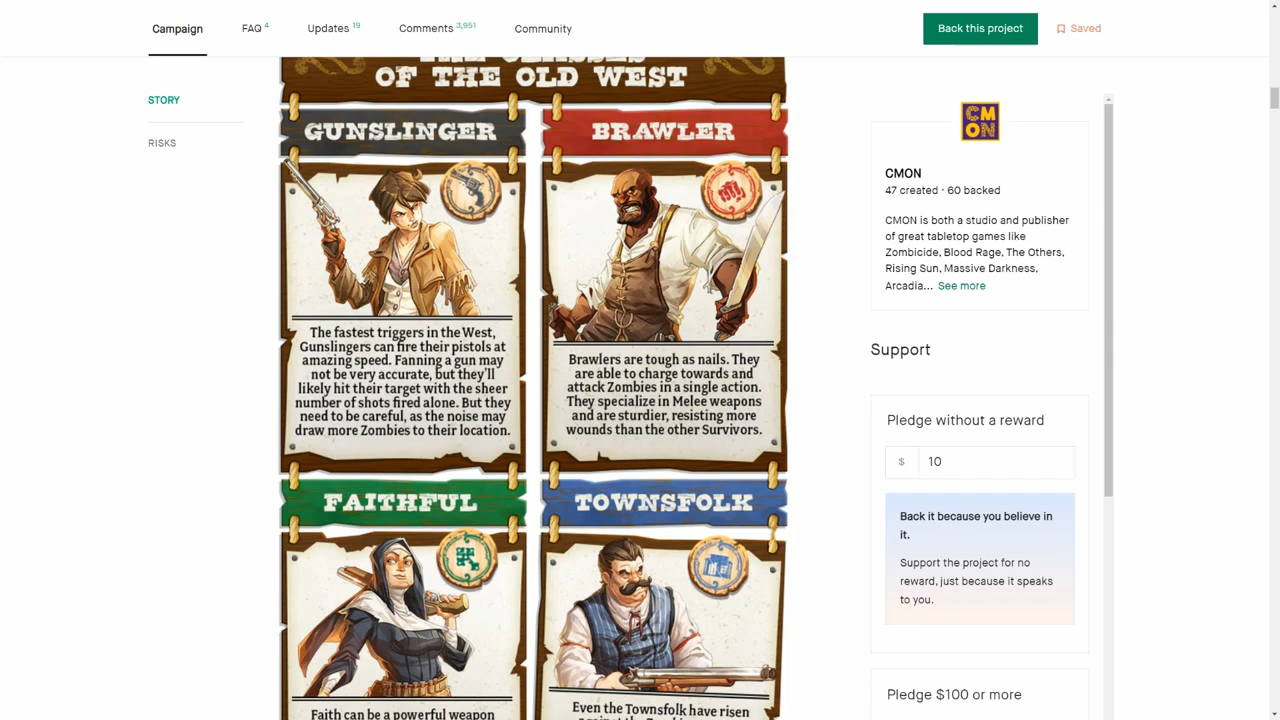 Campaign
FAQ 4
Updates 19
Comments 3,951
Community
Back this project
Saved
STORY
RISKS
OF THE OLD WEST
GUNSLINGER
The fastest triggers in the West,
Gunslingers can fire their pistols at
amazing speed. Fanning a gun may
not be very accurate, but they'll
likely hit their target with the sheer
number of shots fired alone. But they
need to be careful, as the noise may
draw more Zombies to their location.
BRAWLER
Brawlers are tough as nails. They
are able to charge towards and
attack Zombies in a single action.
They specialize in Melee weapons
and are sturdier, resisting more
wounds than the other Survivors.
FAITHFUL
Faith can be a powerful weapon
TOWNSFOLK
Even the Townsfolk have risen
CMON
CMON
47 created · 60 backed
CMON is both a studio and publisher
of great tabletop games like
Zombicide, Blood Rage, The Others,
Rising Sun, Massive Darkness,
Arcadia... See more
Support
Pledge without a reward
$ 10
Back it because you believe in
it.
Support the project for no
reward, just because it speaks
to you.
Pledge $100 or more